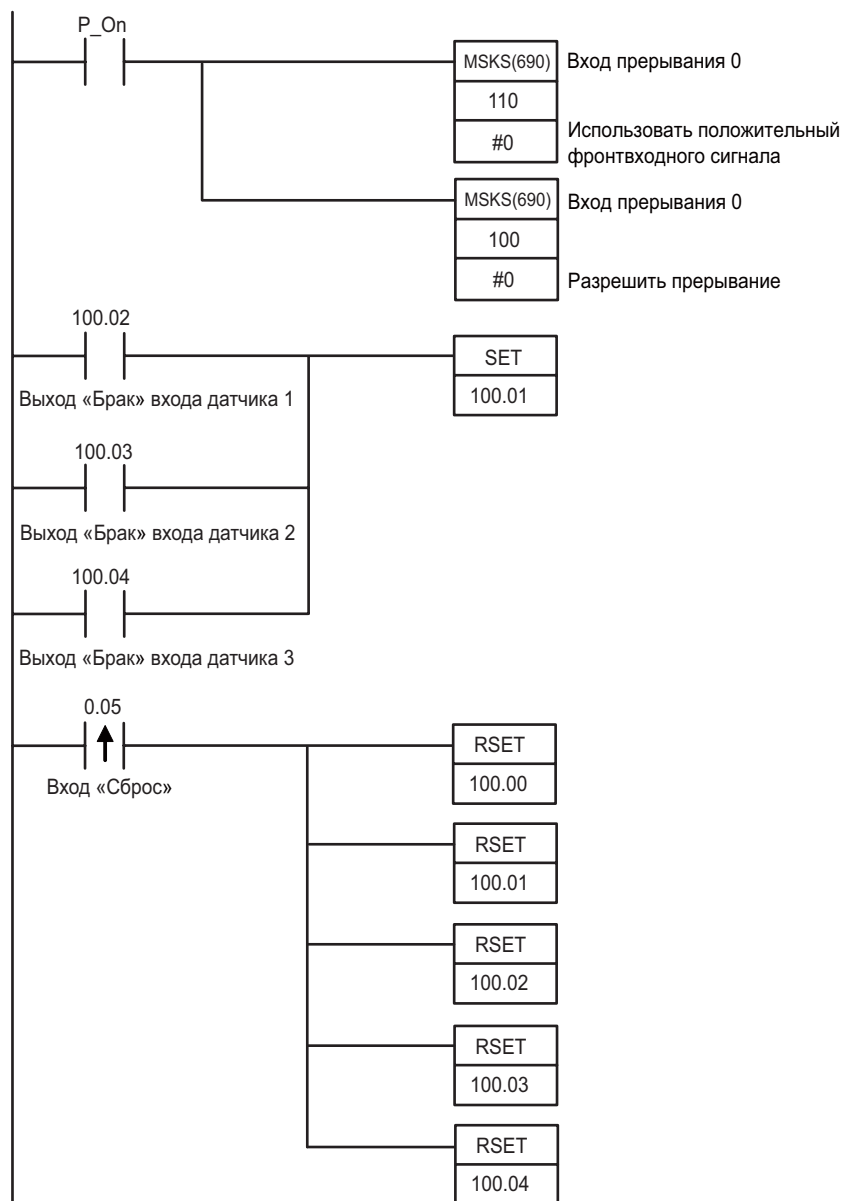 P_On
MSKS(690)
Вход прерывания 0
110
#0
Использовать положительный
фронтвходного сигнала
MSKS(690)
Вход прерывания 0
100
#0
Разрешить прерывание
100.02
SET
100.01
Выход «Брак» входа датчика 1
100.03
Выход «Брак» входа датчика 2
100.04
Выход «Брак» входа датчика 3
0.05
Вход «Сброс»
RSET
100.00
RSET
100.01
RSET
100.02
RSET
100.03
RSET
100.04